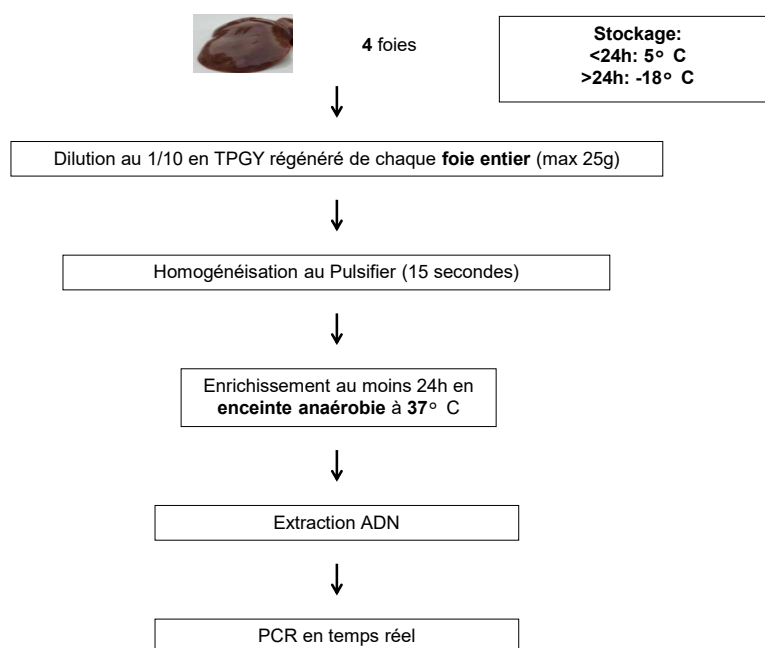 4 foies
Stockage:
<24h: 5° C
>24h: -18° C
Dilution au 1/10 en TPGY régénéré de chaque foie entier (max 25g)
Homogénéisation au Pulsifier (15 secondes)
Enrichissement au moins 24h en
enceinte anaérobie à 37° C
Extraction ADN
PCR en temps réel